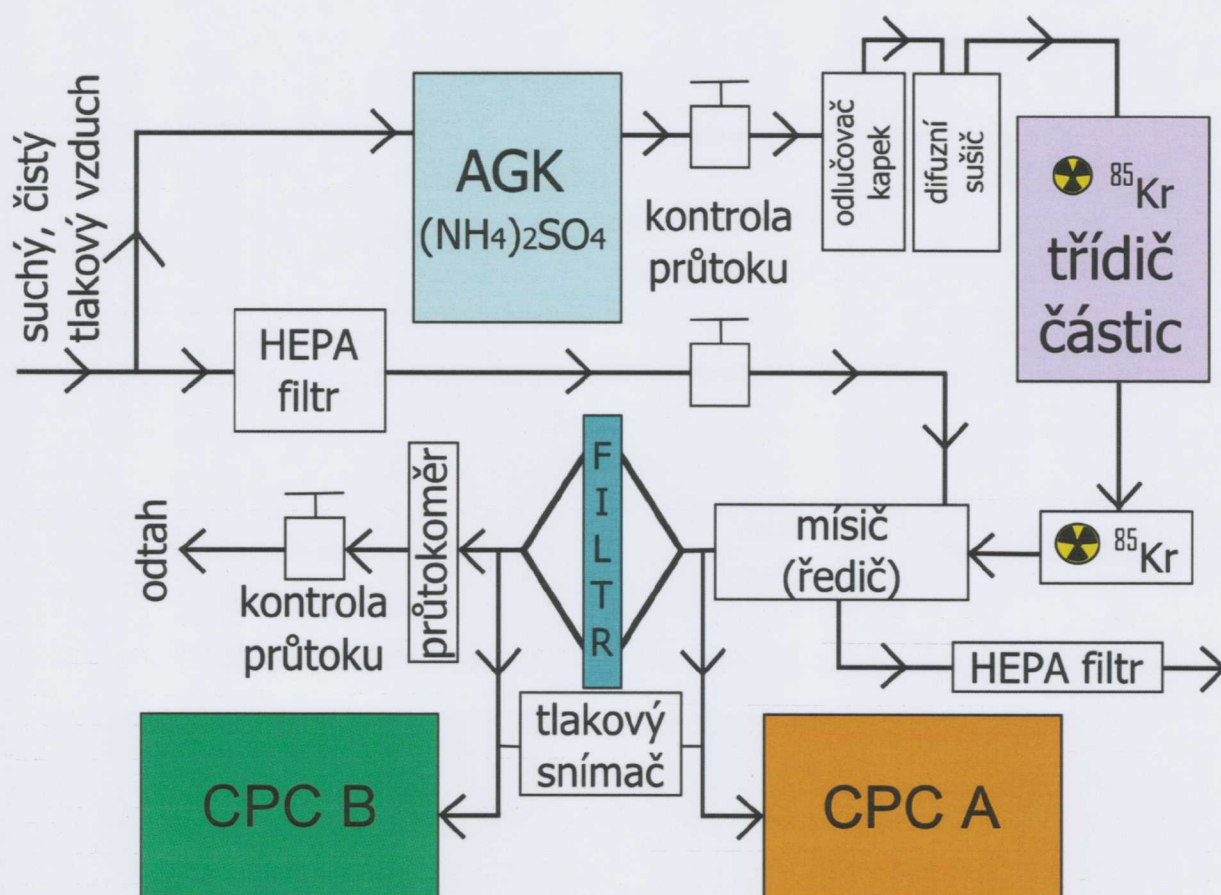 suchý, čistý
tlakový vzduch
AGK
(NH4)2SO4
kontrola
průtoku
odlučovač
kapek
difuzní
sušič
85Kr
třídič
částic
HEPA
filtr
odtah
kontrola
průtoku
průtokoměr
FILTR
mísič
(ředič)
85Kr
HEPA filtr
tlakový
snímač
CPC B
CPC A